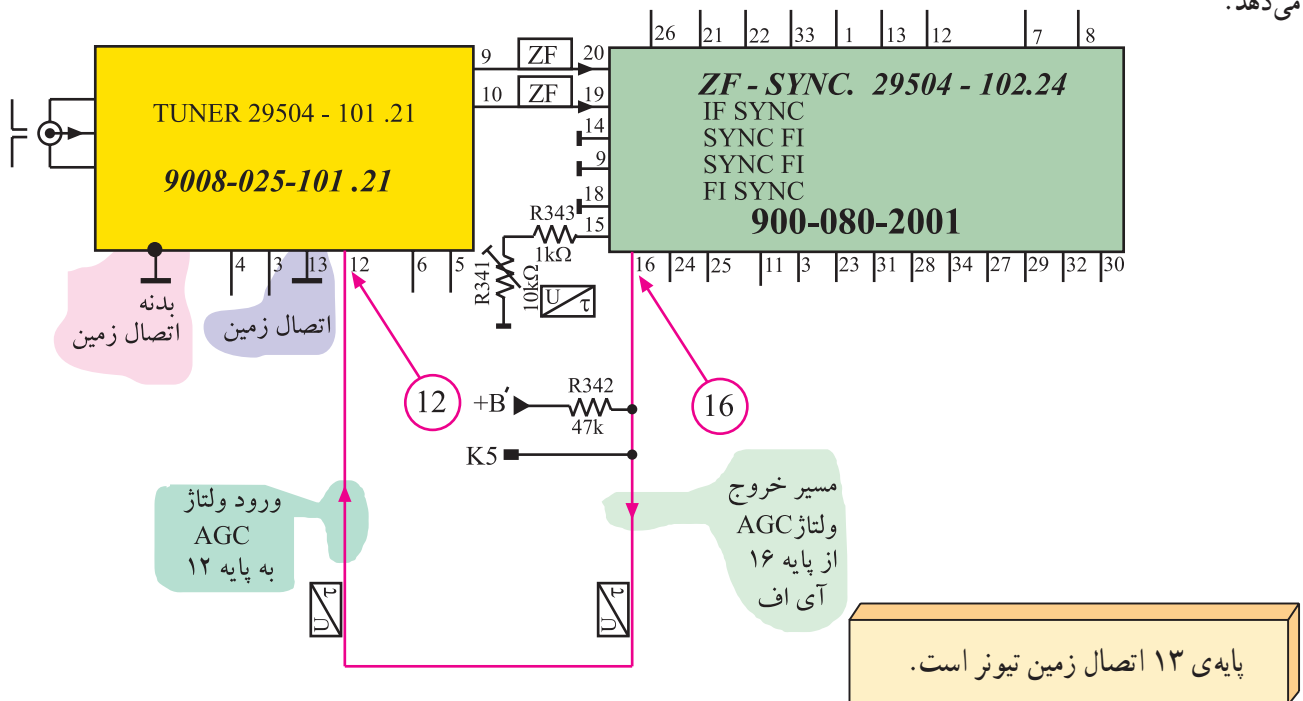 می‌دهد.
26 21 22 33 1 13 12 7 8
9 ZF 20
10 ZF 19
14
9
18
15
TUNER 29504 - 101 .21
9008-025-101 .21
ZF - SYNC. 29504 - 102.24
IF SYNC
SYNC FI
SYNC FI
FI SYNC
900-080-2001
4 3 13 12 6 5
16 24 25 11 3 23 31 28 34 27 29 32 30
R343
1kΩ
R341
10kΩ
U τ
بدنه
اتصال زمین
اتصال زمین
12
16
+B′
R342
47k
K5
ورود ولتاژ
AGC
به پایه ۱۲
مسیر خروج
ولتاژ AGC
از پایه ۱۶
آی اف
U τ
U τ
پایه‌ی ۱۳ اتصال زمین تیونر است.